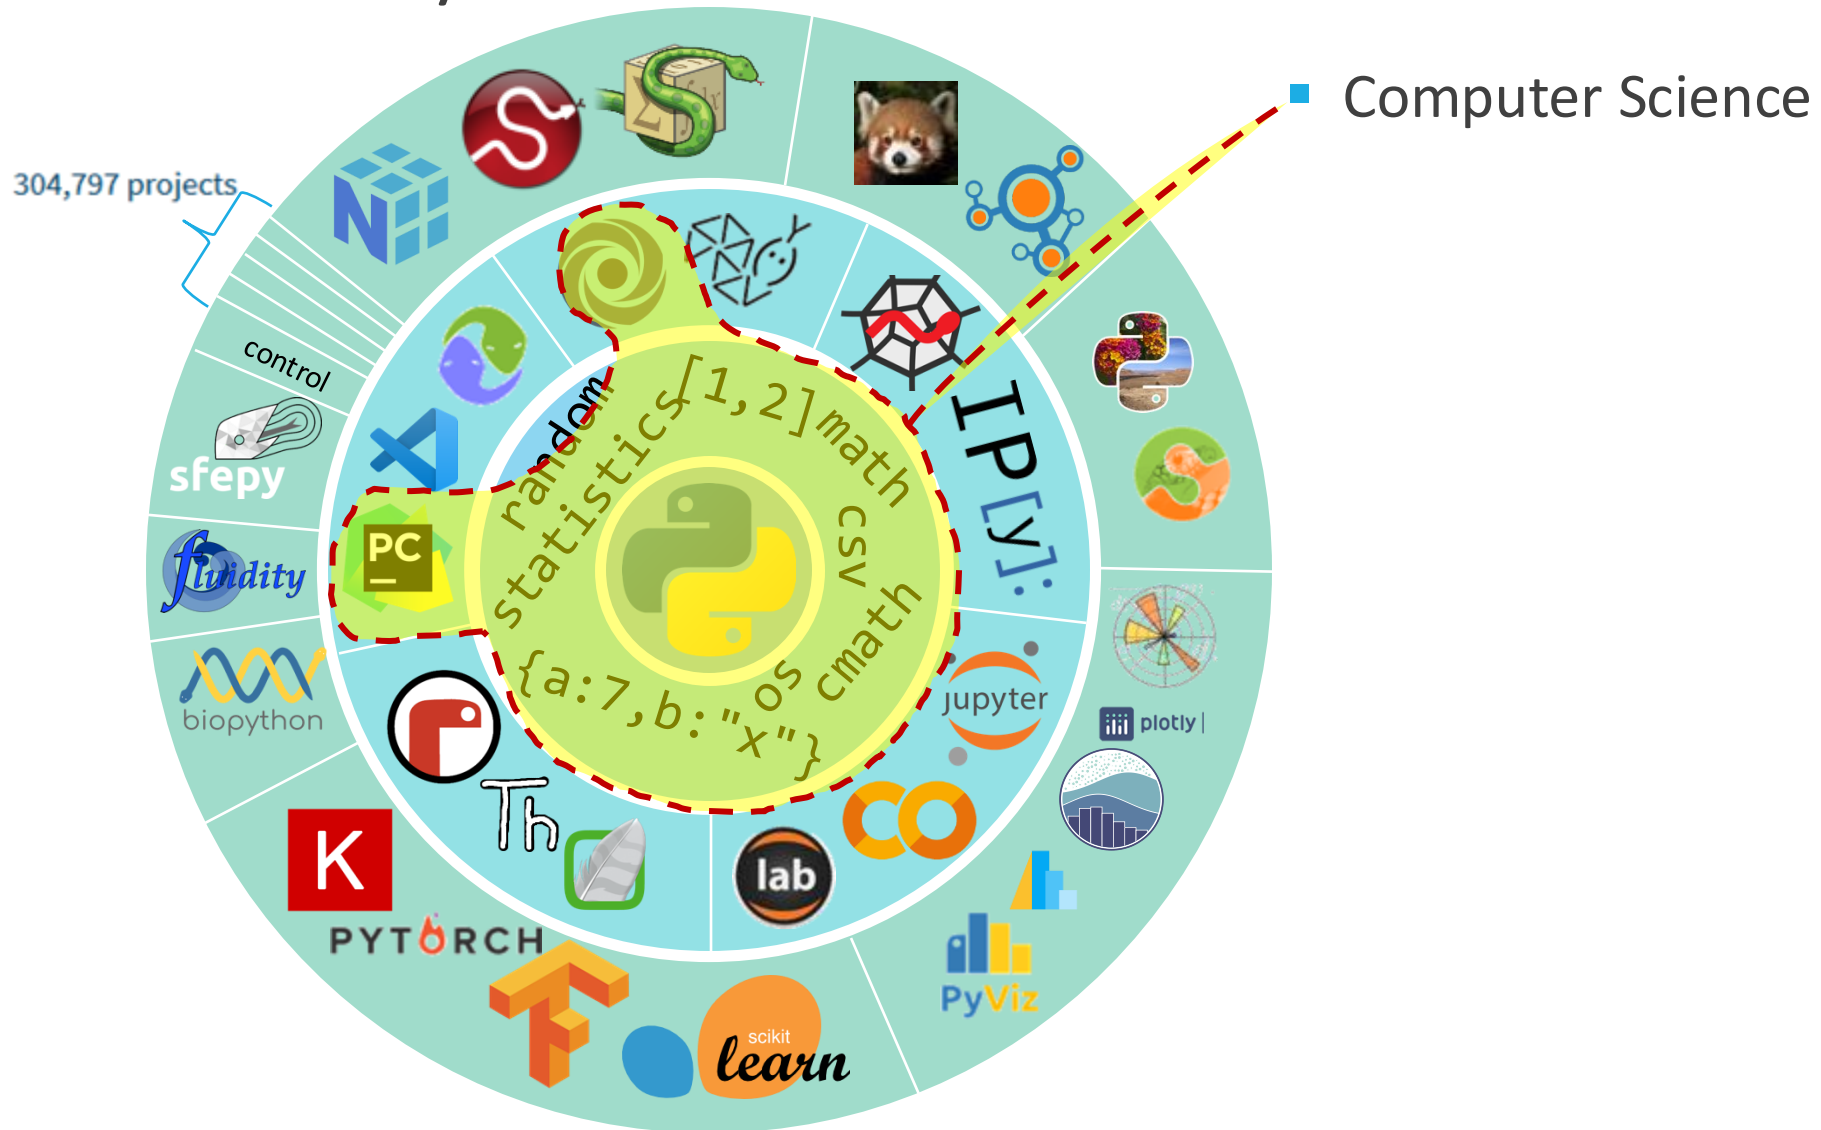 Computer Science
304,797 projects
N
control
sfepy
fluidity
biopython
K
PYTORCH
scikit
learn
PyViz
plotly
PC
Th
lab
jupyter
IP[y]:
random
statistics
[1,2]
math
csv
cmath
os
{a:7,b:"x"}